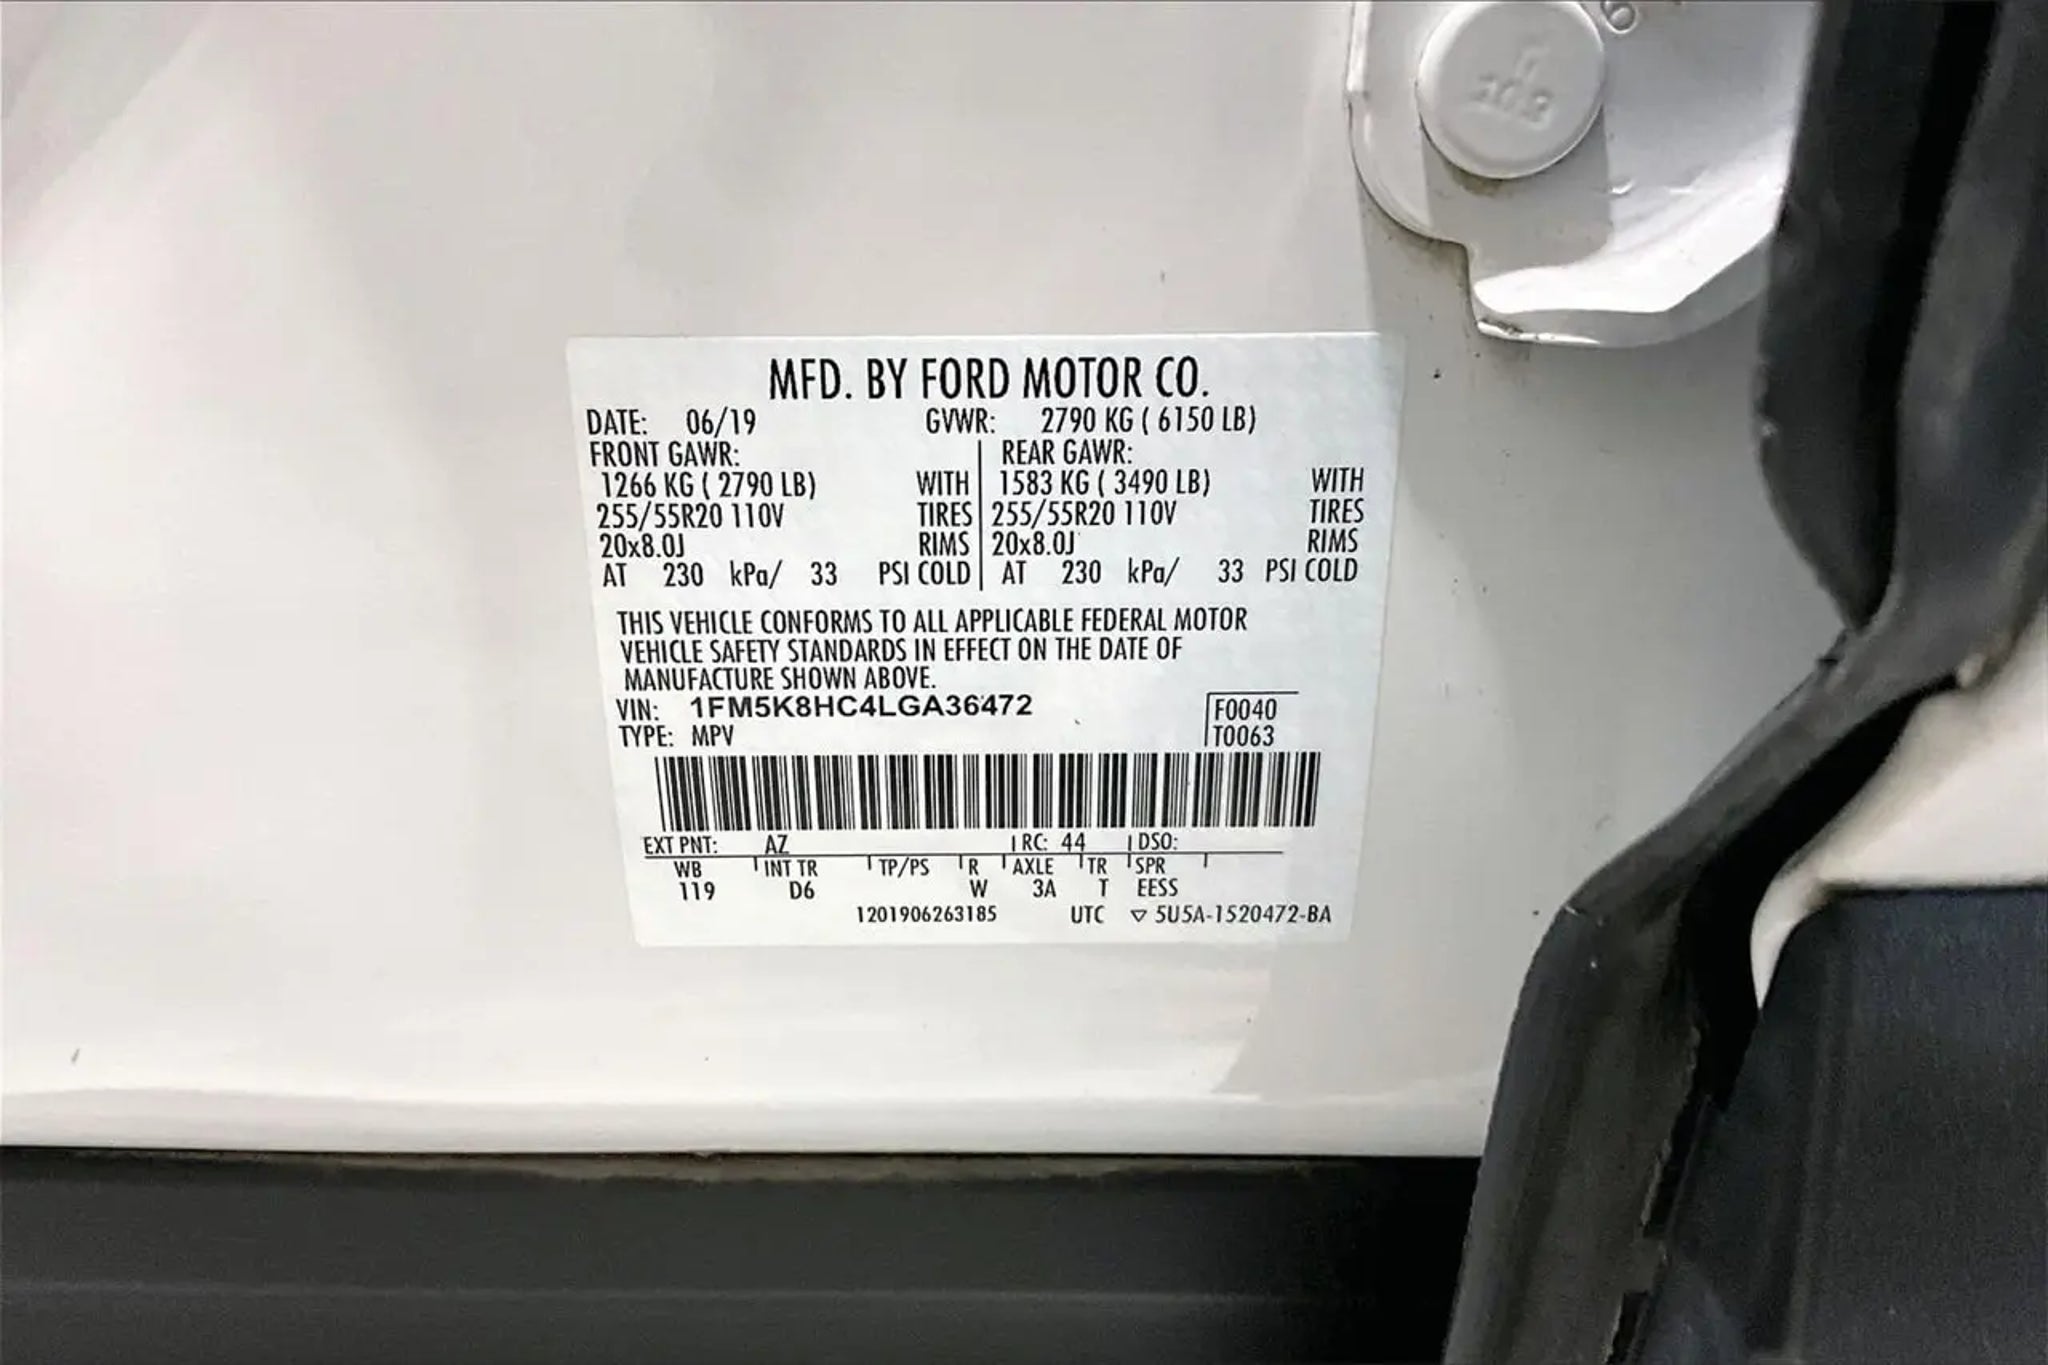 MFD. BY FORD MOTOR CO.
DATE: 06/19 GVWR: 2790 KG ( 6150 LB)
FRONT GAWR: REAR GAWR:
1266 KG ( 2790 LB) WITH 1583 KG ( 3490 LB) WITH
255/55R20 110V TIRES 255/55R20 110V TIRES
20x8.0J RIMS 20x8.0J RIMS
AT 230 kPa/ 33 PSI COLD AT 230 kPa/ 33 PSI COLD
THIS VEHICLE CONFORMS TO ALL APPLICABLE FEDERAL MOTOR
VEHICLE SAFETY STANDARDS IN EFFECT ON THE DATE OF
MANUFACTURE SHOWN ABOVE.
VIN: 1FM5K8HC4LGA36472 F0040
TYPE: MPV T0063
EXT PNT: AZ RC: 44 DSO:
WB INT TR TP/PS R AXLE TR SPR
119 D6 W 3A T EESS
1201906263185 UTC ▽ 5U5A-1520472-BA